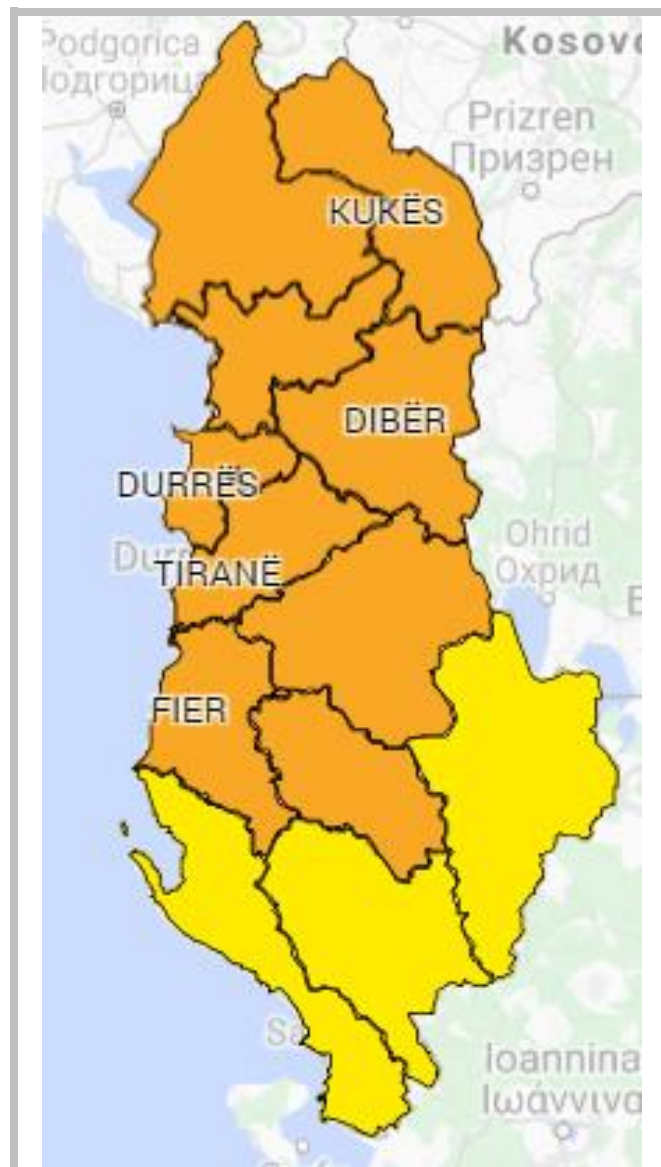 Podgorica
Подгорица
Kosovo
Prizren
Призрен
KUKËS
DIBËR
DURRËS
Ohrid
Охрид
TIRANË
FIER
Ioannina
Ιωάννινα